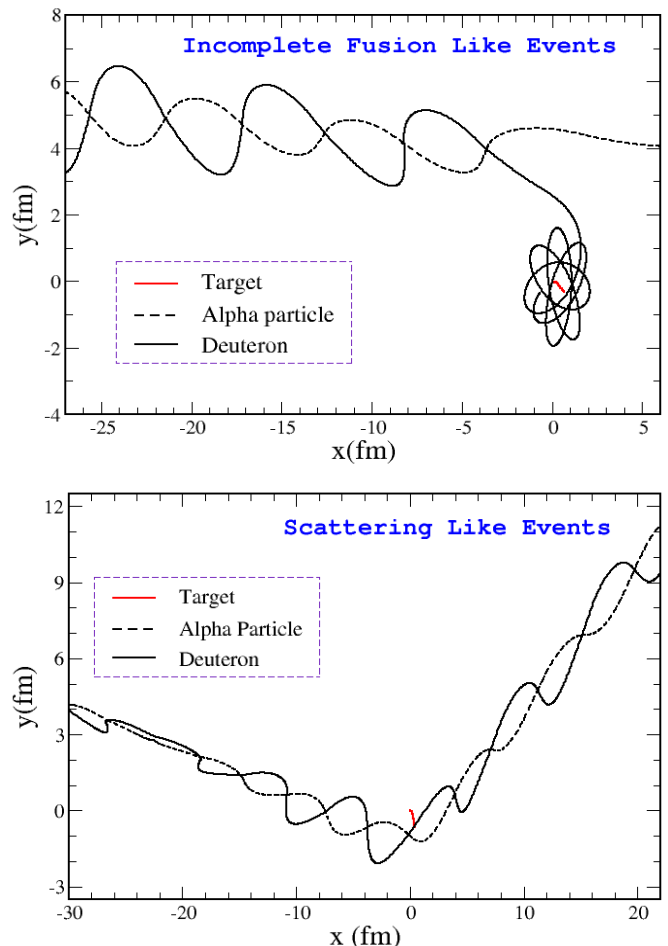 Incomplete Fusion Like Events
8
6
4
2
0
-2
-4
y(fm)
Target
Alpha particle
Deuteron
-25 -20 -15 -10 -5 0 5
x(fm)
Scattering Like Events
12
9
6
3
0
-3
y(fm)
Target
Alpha Particle
Deuteron
-30 -20 -10 0 10 20
x (fm)